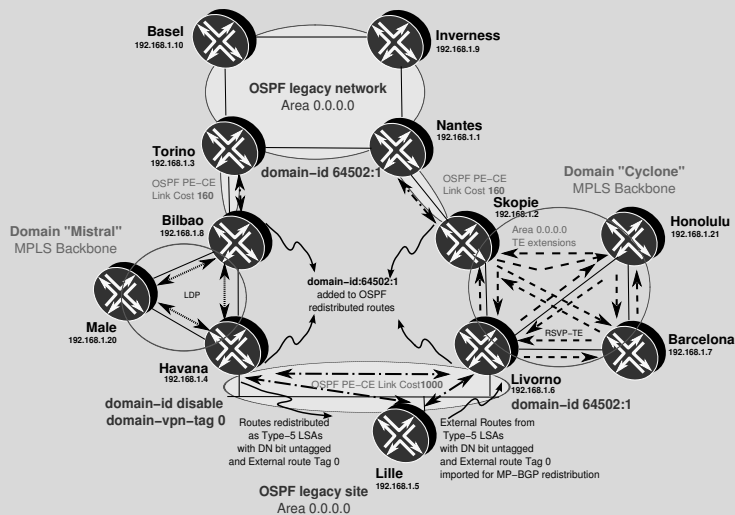 Basel
192.168.1.10
Inverness
192.168.1.9
OSPF legacy network
Area 0.0.0.0
Torino
192.168.1.3
Nantes
192.168.1.1
domain-id 64502:1
OSPF PE-CE
Link Cost 160
OSPF PE-CE
Link Cost 160
Domain "Cyclone"
MPLS Backbone
Skopie
192.168.1.2
Honolulu
192.168.1.21
Area 0.0.0.0
TE extensions
Domain "Mistral"
MPLS Backbone
Bilbao
192.168.1.8
LDP
domain-id:64502:1
added to OSPF
redistributed routes
Male
192.168.1.20
RSVP-TE
Barcelona
192.168.1.7
Havana
192.168.1.4
Livorno
192.168.1.6
OSPF PE-CE Link Cost1000
domain-id disable
domain-vpn-tag 0
domain-id 64502:1
Routes redistributed
as Type-5 LSAs
with DN bit untagged
and External route Tag 0
External Routes from
Type-5 LSAs
with DN bit untagged
and External route Tag 0
imported for MP-BGP redistribution
Lille
192.168.1.5
OSPF legacy site
Area 0.0.0.0